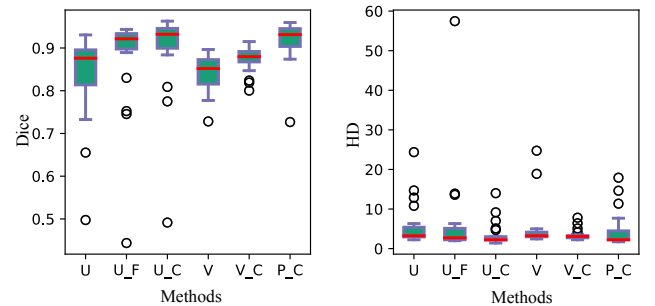 Dice
0.9
0.8
0.7
0.6
0.5
U
U_F
U_C
V
V_C
P_C
Methods
HD
60
50
40
30
20
10
0
U
U_F
U_C
V
V_C
P_C
Methods